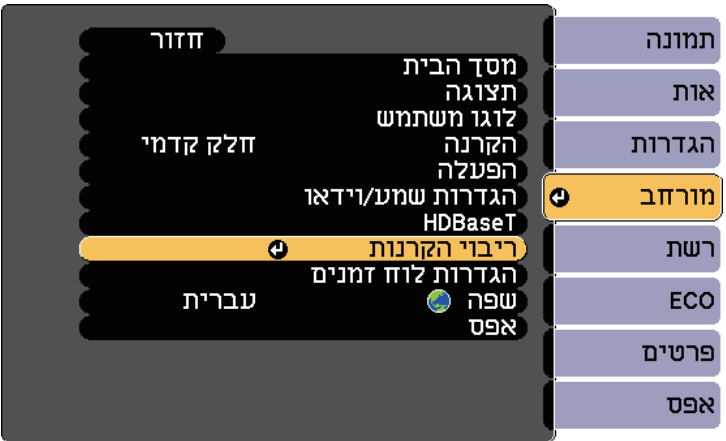 תמונה
אות
הגדרות
מורחב
רשת
ECO
פרטים
אפס
חזור
מסך הבית
תצוגה
לוגו משתמש
הקרנה חלק קדמי
הפעלה
הגדרות שמע/וידאו
HDBaseT
ריבוי הקרנות
הגדרות לוח זמנים
שפה עברית
אפס